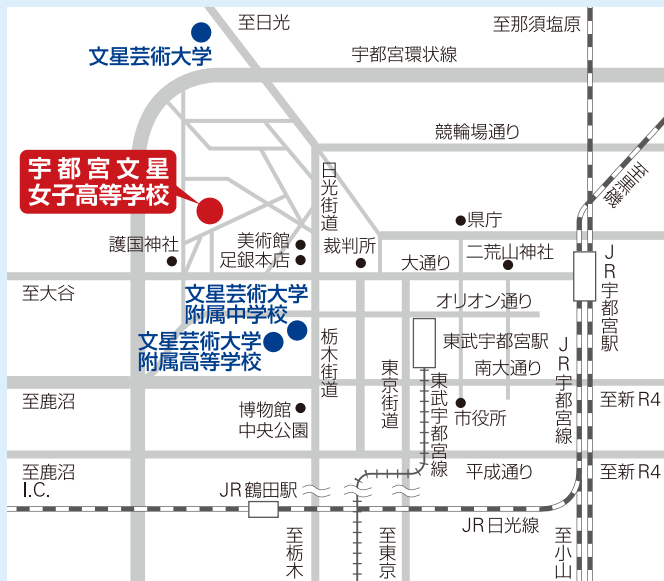 至日光
至那須塩原
文星芸術大学
宇都宮環状線
競輪場通り
宇都宮文星
女子高等学校
日光街道
至黒磯
県庁
護国神社
美術館
足銀本店
裁判所
大通り
二荒山神社
JR宇都宮駅
至大谷
文星芸術大学
附属中学校
オリオン通り
文星芸術大学
附属高等学校
栃木街道
東京街道
東武宇都宮駅
南大通り
東武宇都宮線
JR宇都宮線
至鹿沼
至新R4
博物館
中央公園
市役所
至鹿沼
I.C.
平成通り
至新R4
JR鶴田駅
JR日光線
至栃木
至東京
至小山